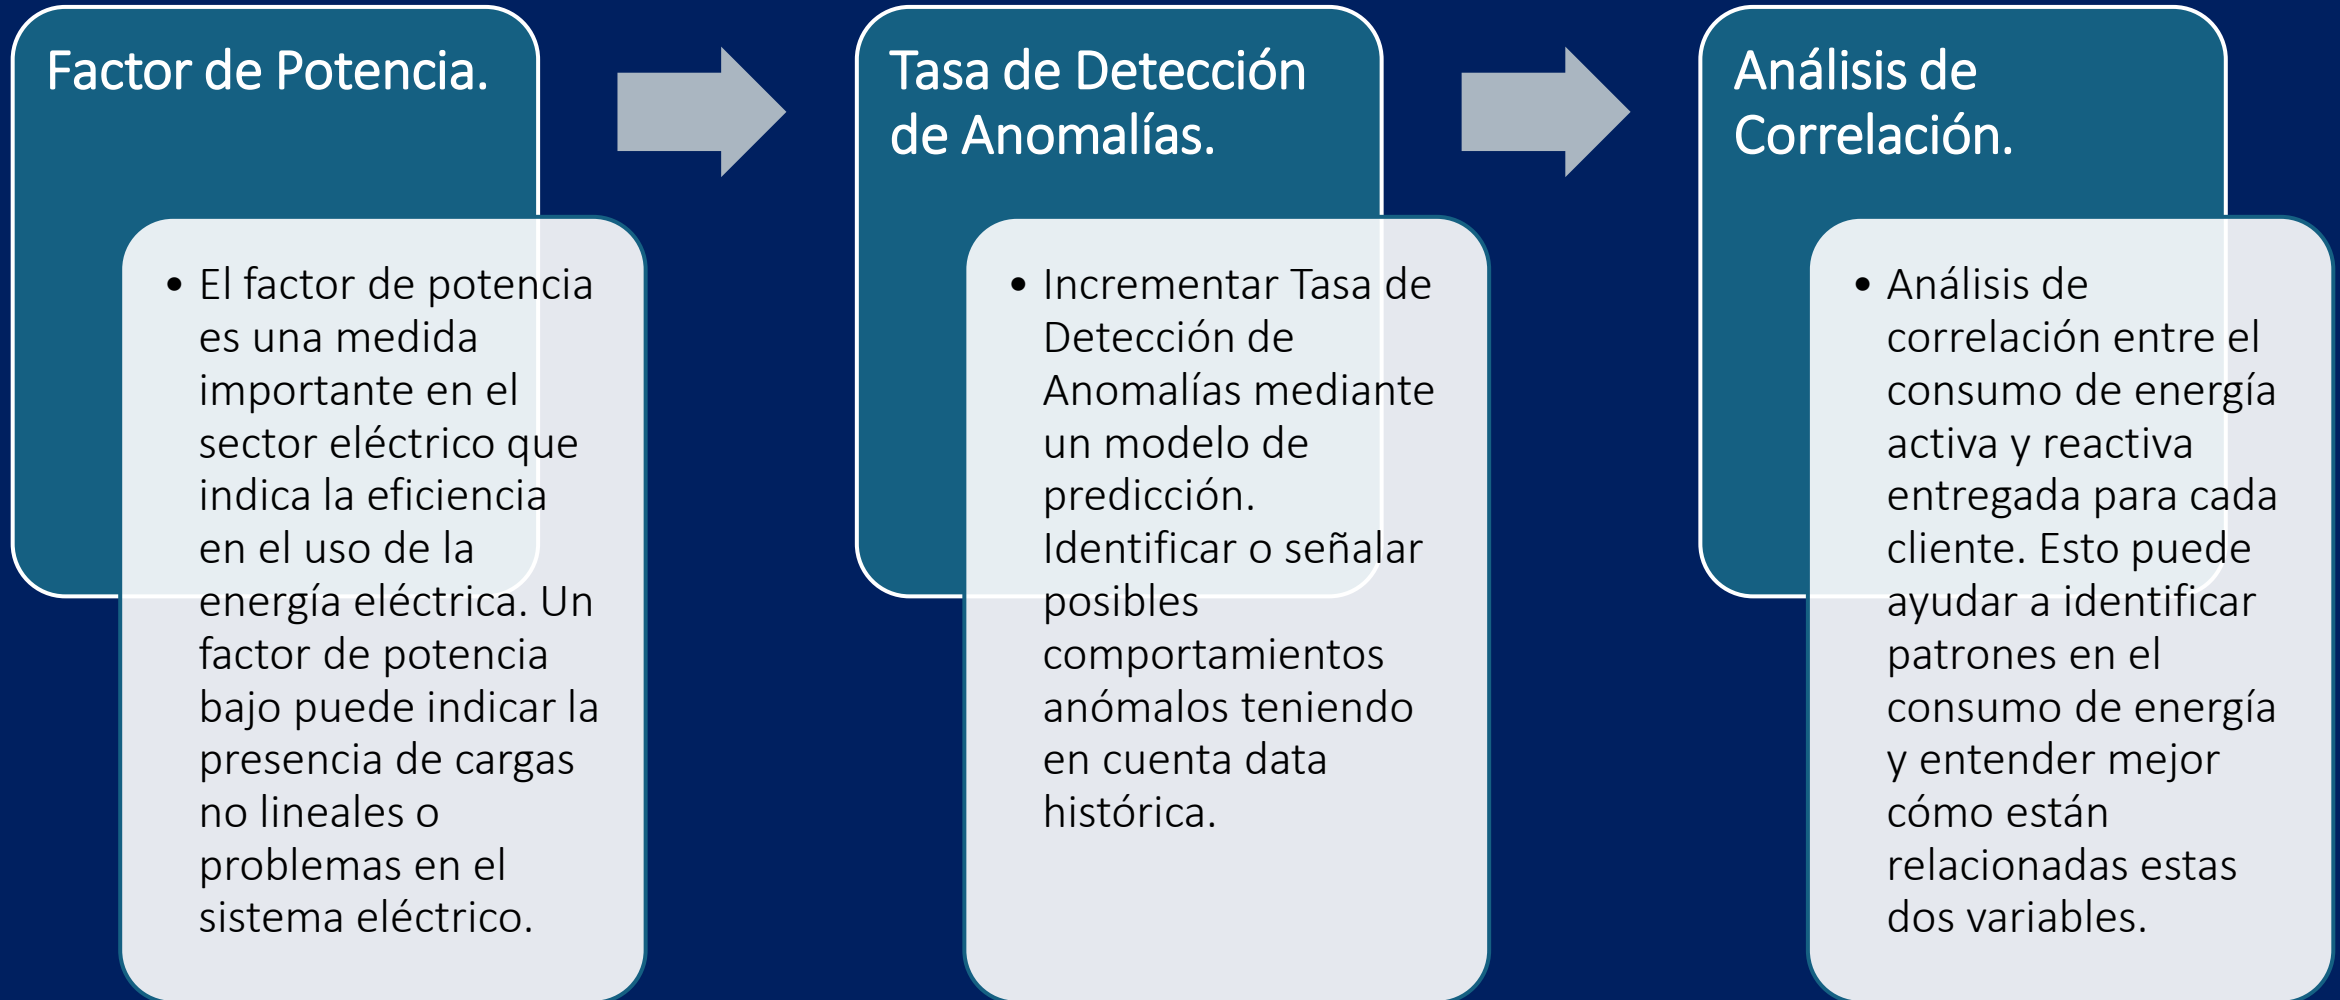 Factor de Potencia.
• El factor de potencia
es una medida
importante en el
sector eléctrico que
indica la eficiencia
en el uso de la
energía eléctrica. Un
factor de potencia
bajo puede indicar la
presencia de cargas
no lineales o
problemas en el
sistema eléctrico.
Tasa de Detección
de Anomalías.
• Incrementar Tasa de
Detección de
Anomalías mediante
un modelo de
predicción.
Identificar o señalar
posibles
comportamientos
anómalos teniendo
en cuenta data
histórica.
Análisis de
Correlación.
• Análisis de
correlación entre el
consumo de energía
activa y reactiva
entregada para cada
cliente. Esto puede
ayudar a identificar
patrones en el
consumo de energía
y entender mejor
cómo están
relacionadas estas
dos variables.